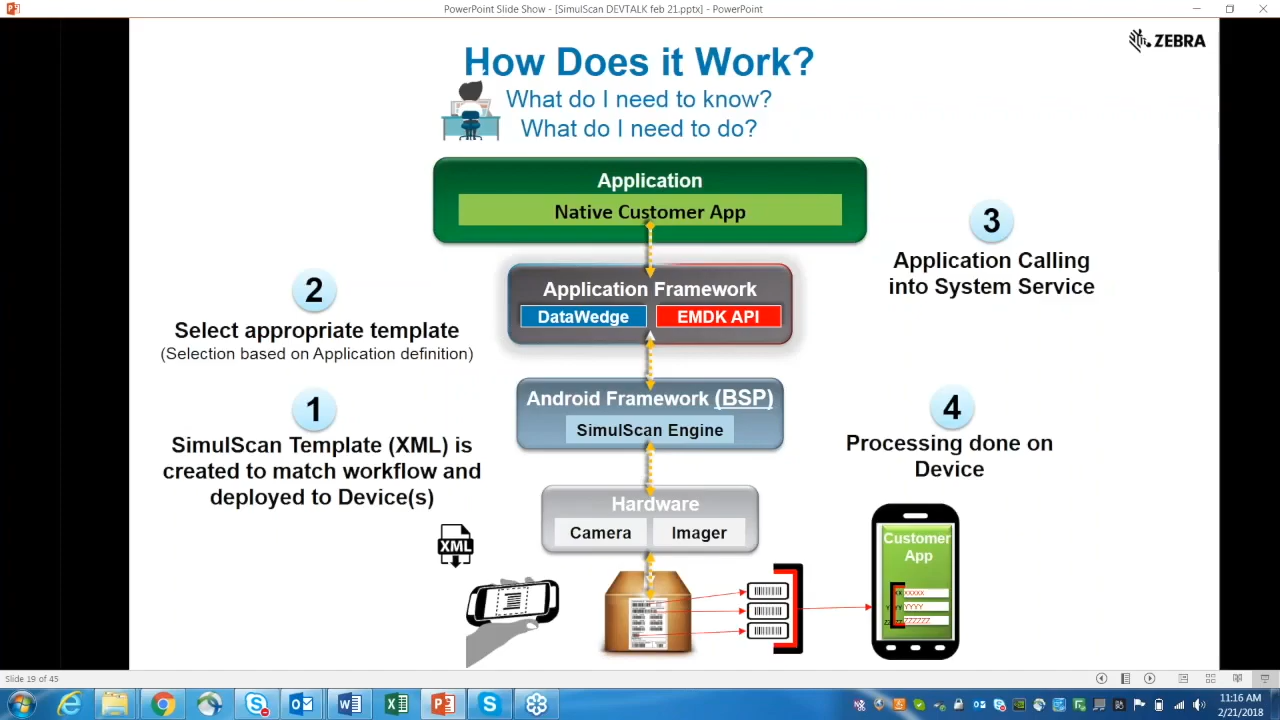 PowerPoint Slide Show - [SimulScan DEVTALK feb 21.pptx] - PowerPoint
ZEBRA
How Does it Work?
What do I need to know?
What do I need to do?
Application
Native Customer App
3
Application Calling
into System Service
2
Select appropriate template
(Selection based on Application definition)
Application Framework
DataWedge
EMDK API
Android Framework (BSP)
SimulScan Engine
1
SimulScan Template (XML) is
created to match workflow and
deployed to Device(s)
4
Processing done on
Device
Hardware
Camera
Imager
XML
Customer
App
XXXXX
YYYY
ZZZZZZ
Slide 19 of 45
11:16 AM
2/21/2018